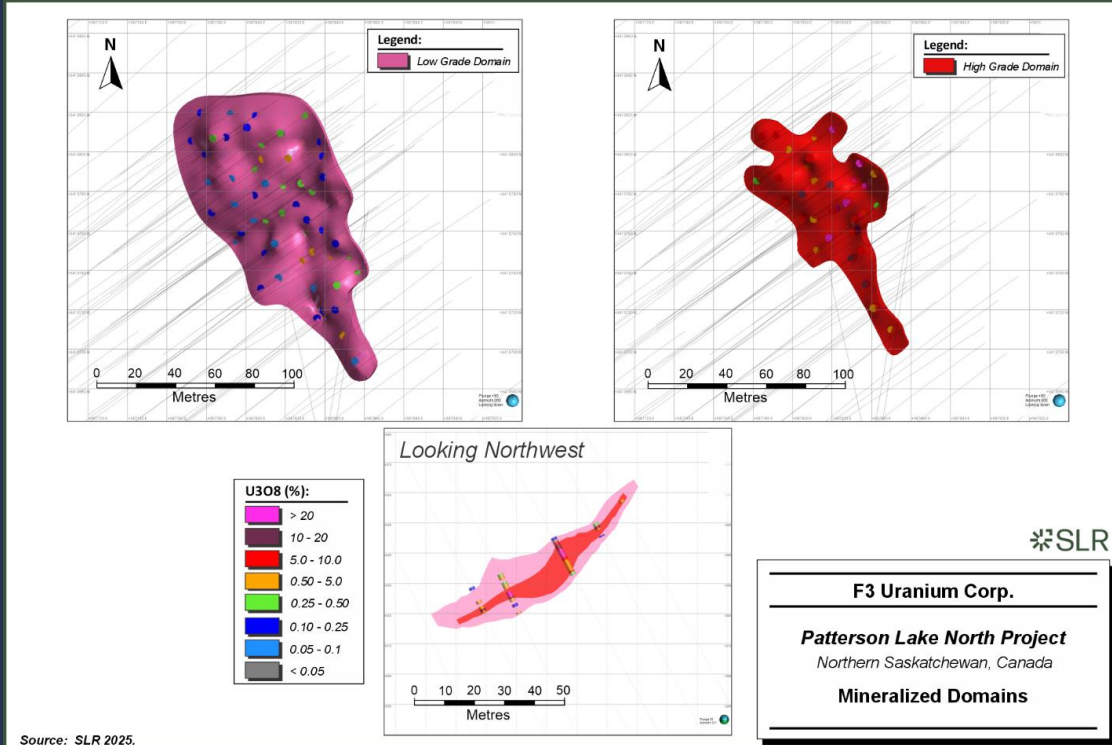 Legend:
Low Grade Domain
N
0 20 40 60 80 100
Metres
Legend:
High Grade Domain
N
0 20 40 60 80 100
Metres
Looking Northwest
0 10 20 30 40 50
Metres
U3O8 (%):
> 20
10 - 20
5.0 - 10.0
0.50 - 5.0
0.25 - 0.50
0.10 - 0.25
0.05 - 0.1
< 0.05
SLR
F3 Uranium Corp.
Patterson Lake North Project
Northern Saskatchewan, Canada
Mineralized Domains
Source: SLR 2025.